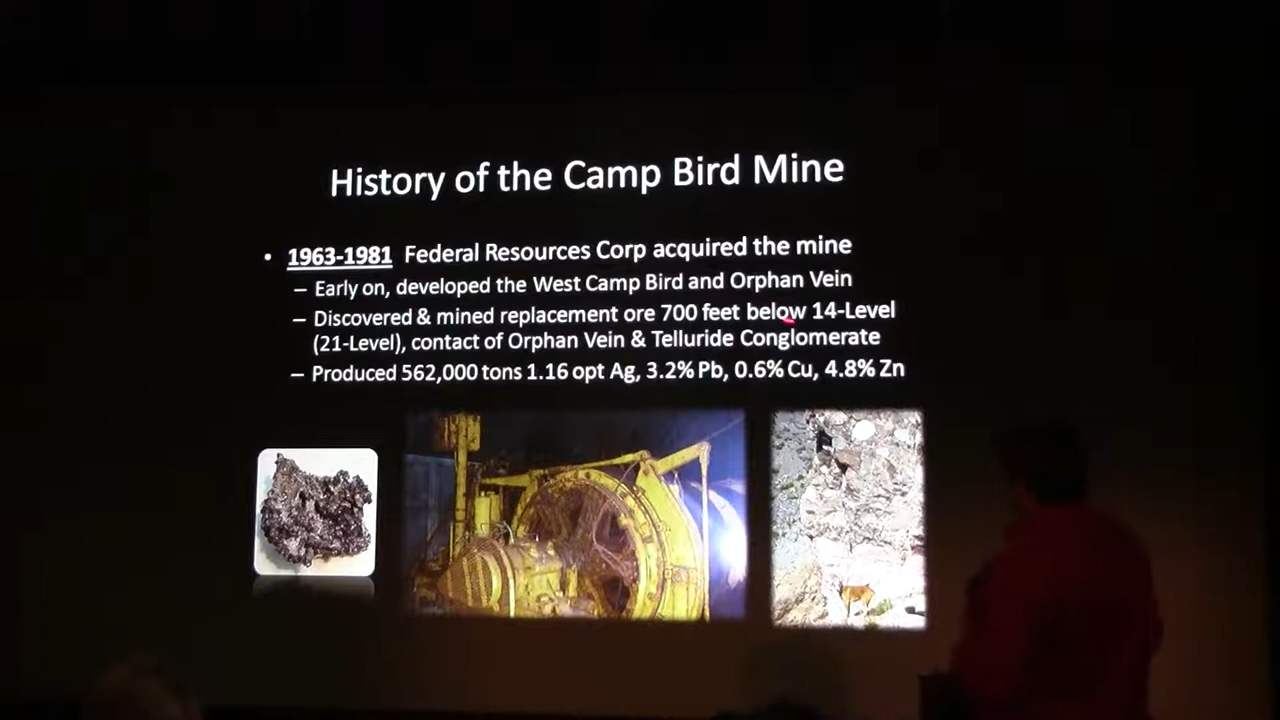 History of the Camp Bird Mine
• 1963-1981 Federal Resources Corp acquired the mine
– Early on, developed the West Camp Bird and Orphan Vein
– Discovered & mined replacement ore 700 feet below 14-Level
(21-Level), contact of Orphan Vein & Telluride Conglomerate
– Produced 562,000 tons 1.16 opt Ag, 3.2% Pb, 0.6% Cu, 4.8% Zn